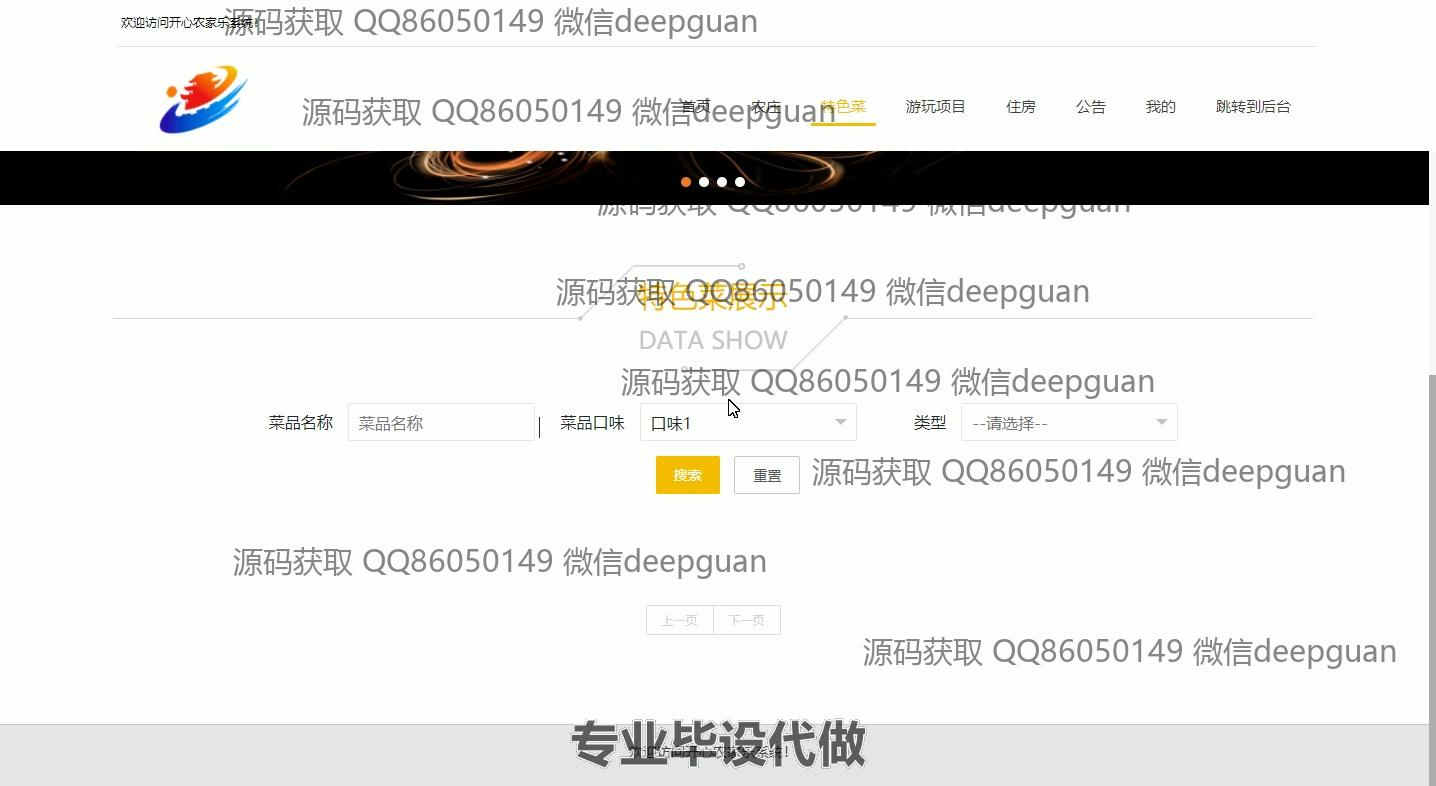 欢迎访问开心农家乐系统！
源码获取 QQ86050149 微信deepguan
源码获取 QQ86050149 微信deepguan
首页 农庄 特色菜 游玩项目 住房 公告 我的 跳转到后台
源码获取 QQ86050149 微信deepguan
源码获取 QQ86050149 微信deepguan
特色菜展示
DATA SHOW
源码获取 QQ86050149 微信deepguan
菜品名称 菜品名称 菜品口味 口味1 类型 --请选择--
搜索 重置
源码获取 QQ86050149 微信deepguan
源码获取 QQ86050149 微信deepguan
上一页 下一页
源码获取 QQ86050149 微信deepguan
专业毕设代做
欢迎访问开心农家乐系统！